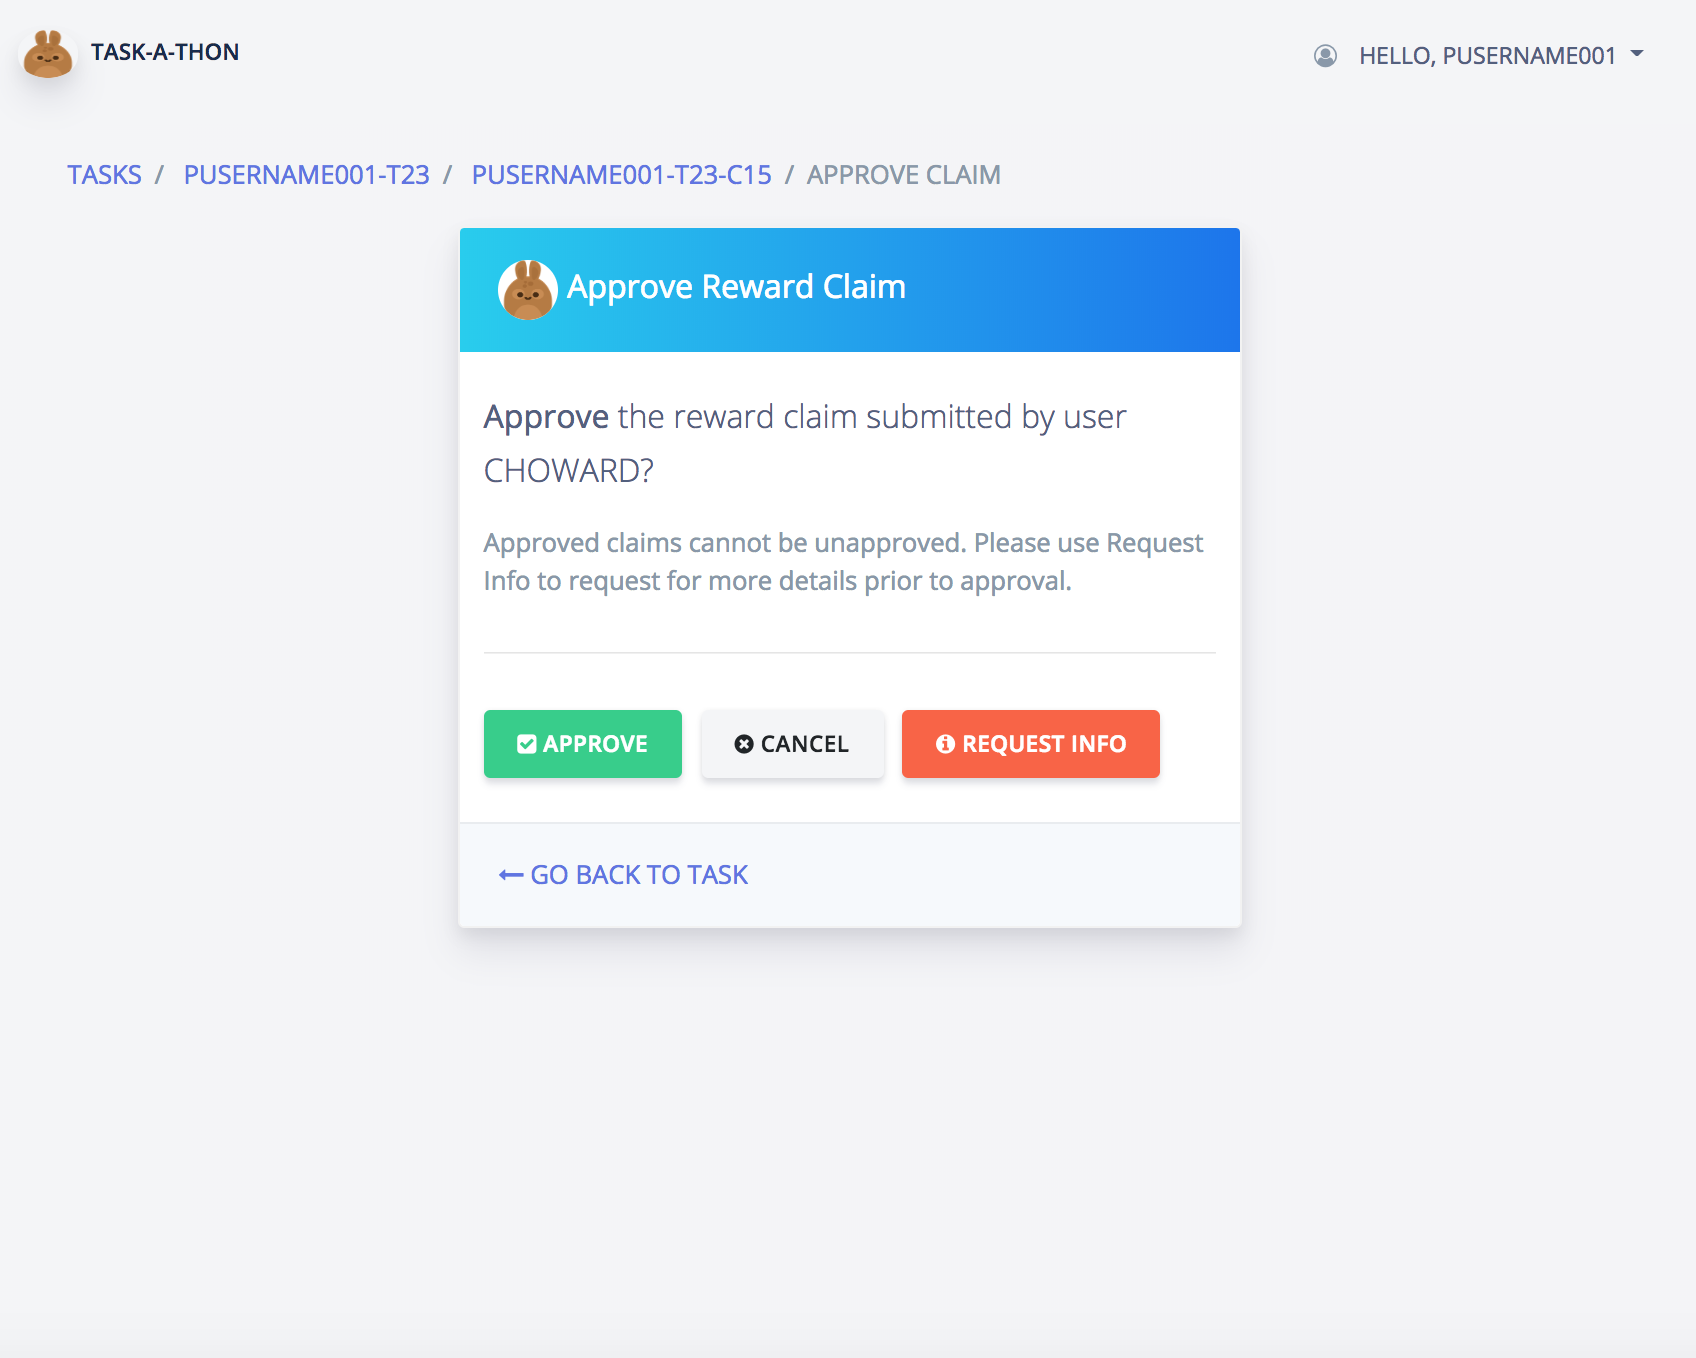 TASK-A-THON
HELLO, PUSERNAME001
TASKS / PUSERNAME001-T23 / PUSERNAME001-T23-C15 / APPROVE CLAIM
Approve Reward Claim
Approve the reward claim submitted by user
CHOWARD?
Approved claims cannot be unapproved. Please use Request
Info to request for more details prior to approval.
APPROVE
CANCEL
REQUEST INFO
GO BACK TO TASK